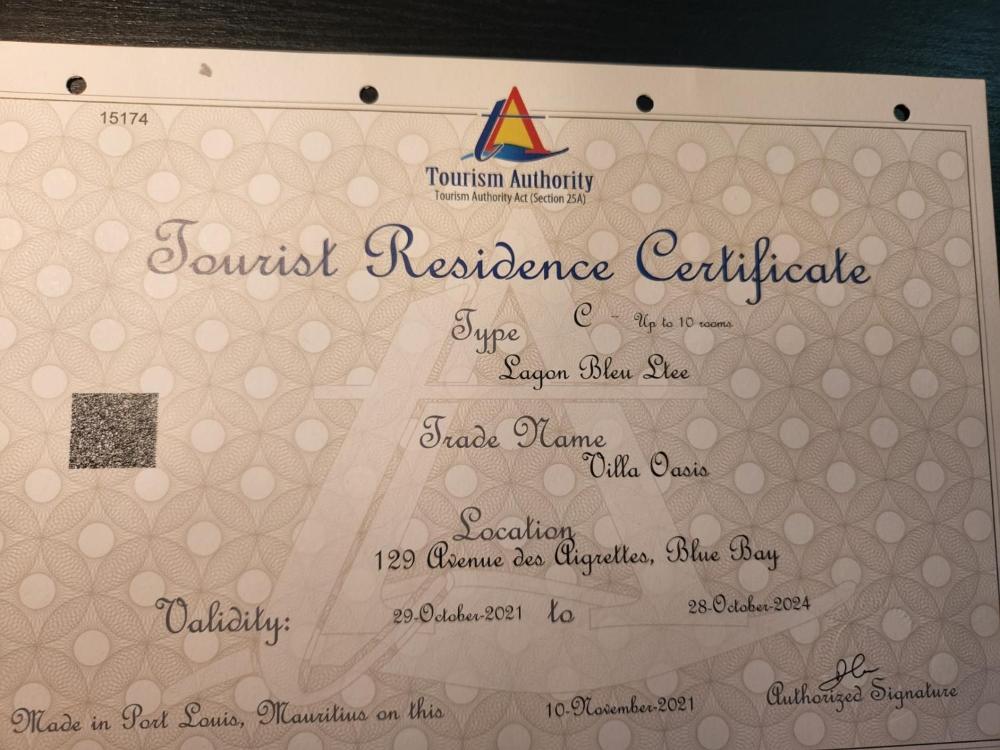 15174
Tourism Authority
Tourism Authority Act (Section 25A)
Tourist Residence Certificate
Type C - Up to 10 rooms
Lagon Bleu Ltee
Trade Name
Villa Oasis
Location
129 Avenue des Aigrettes, Blue Bay
Validity: 29-October-2021 to 28-October-2024
Authorized Signature
Made in Port Louis, Mauritius on this 10-November-2021